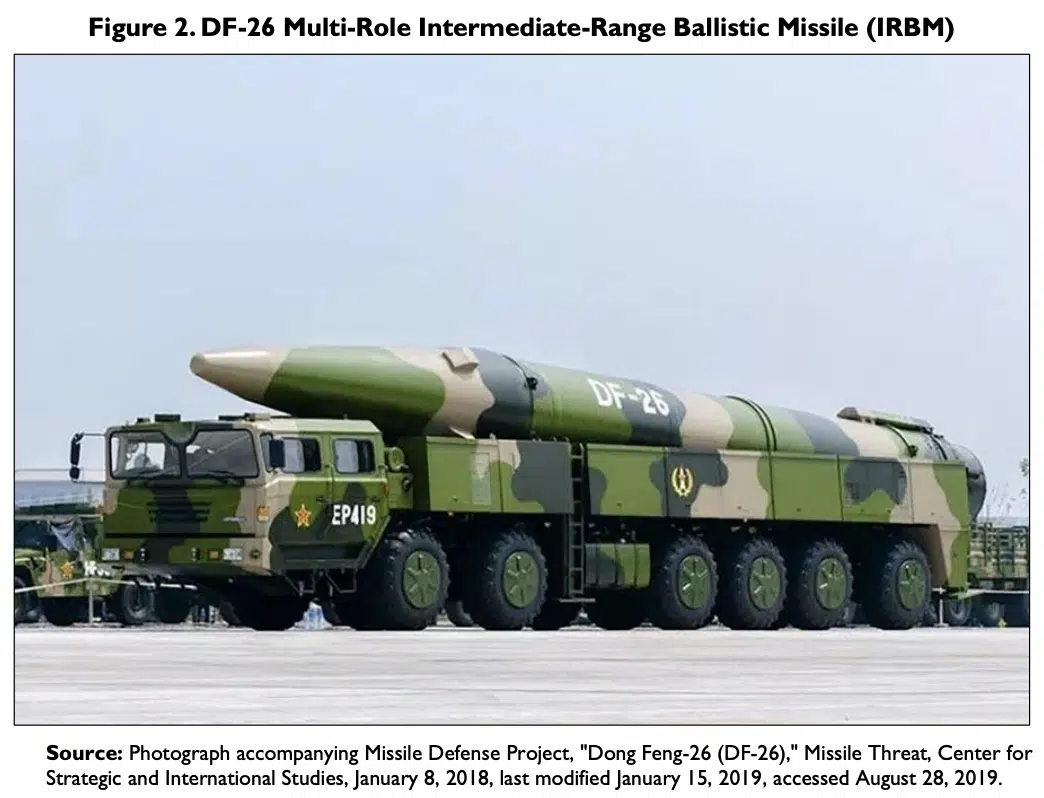 Figure 2. DF-26 Multi-Role Intermediate-Range Ballistic Missile (IRBM)
DF-26
EP419
Source: Photograph accompanying Missile Defense Project, "Dong Feng-26 (DF-26)," Missile Threat, Center for
Strategic and International Studies, January 8, 2018, last modified January 15, 2019, accessed August 28, 2019.